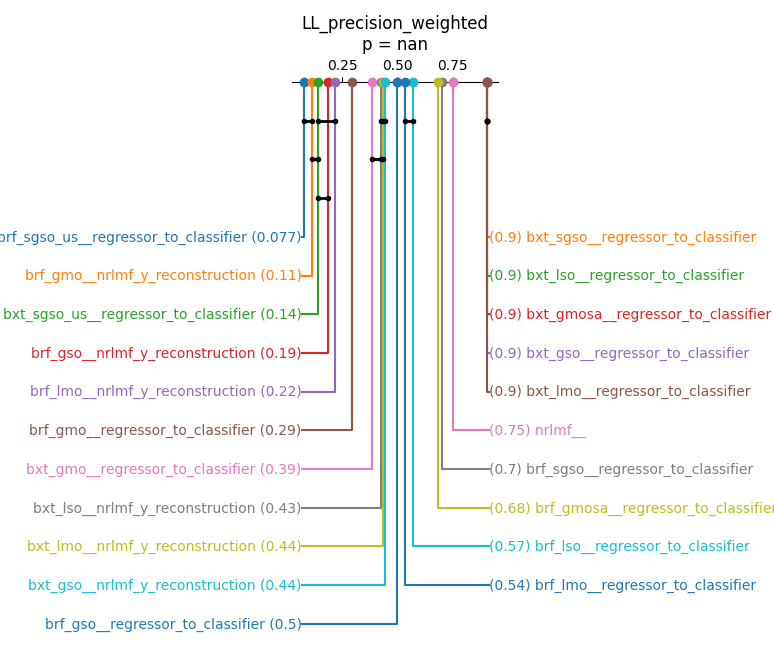 LL_precision_weighted
p = nan
0.25 0.50 0.75
brf_sgso_us__regressor_to_classifier (0.077)
(0.9) bxt_sgso__regressor_to_classifier
brf_gmo__nrlmf_y_reconstruction (0.11)
(0.9) bxt_lso__regressor_to_classifier
bxt_sgso_us__regressor_to_classifier (0.14)
(0.9) bxt_gmosa__regressor_to_classifier
brf_gso__nrlmf_y_reconstruction (0.19)
(0.9) bxt_gso__regressor_to_classifier
brf_lmo__nrlmf_y_reconstruction (0.22)
(0.9) bxt_lmo__regressor_to_classifier
brf_gmo__regressor_to_classifier (0.29)
(0.75) nrlmf__
bxt_gmo__regressor_to_classifier (0.39)
(0.7) brf_sgso__regressor_to_classifier
bxt_lso__nrlmf_y_reconstruction (0.43)
(0.68) brf_gmosa__regressor_to_classifier
bxt_lmo__nrlmf_y_reconstruction (0.44)
(0.57) brf_lso__regressor_to_classifier
bxt_gso__nrlmf_y_reconstruction (0.44)
(0.54) brf_lmo__regressor_to_classifier
brf_gso__regressor_to_classifier (0.5)